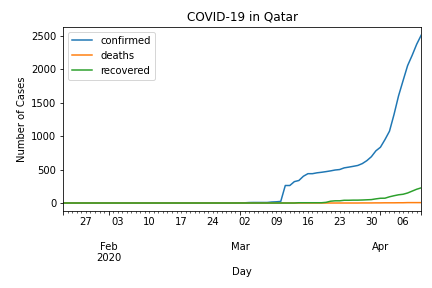 COVID-19 in Qatar
confirmed
deaths
recovered
Number of Cases
2500
2000
1500
1000
500
0
27 03 10 17 24 02 09 16 23 30 06
Feb Mar Apr
2020
Day